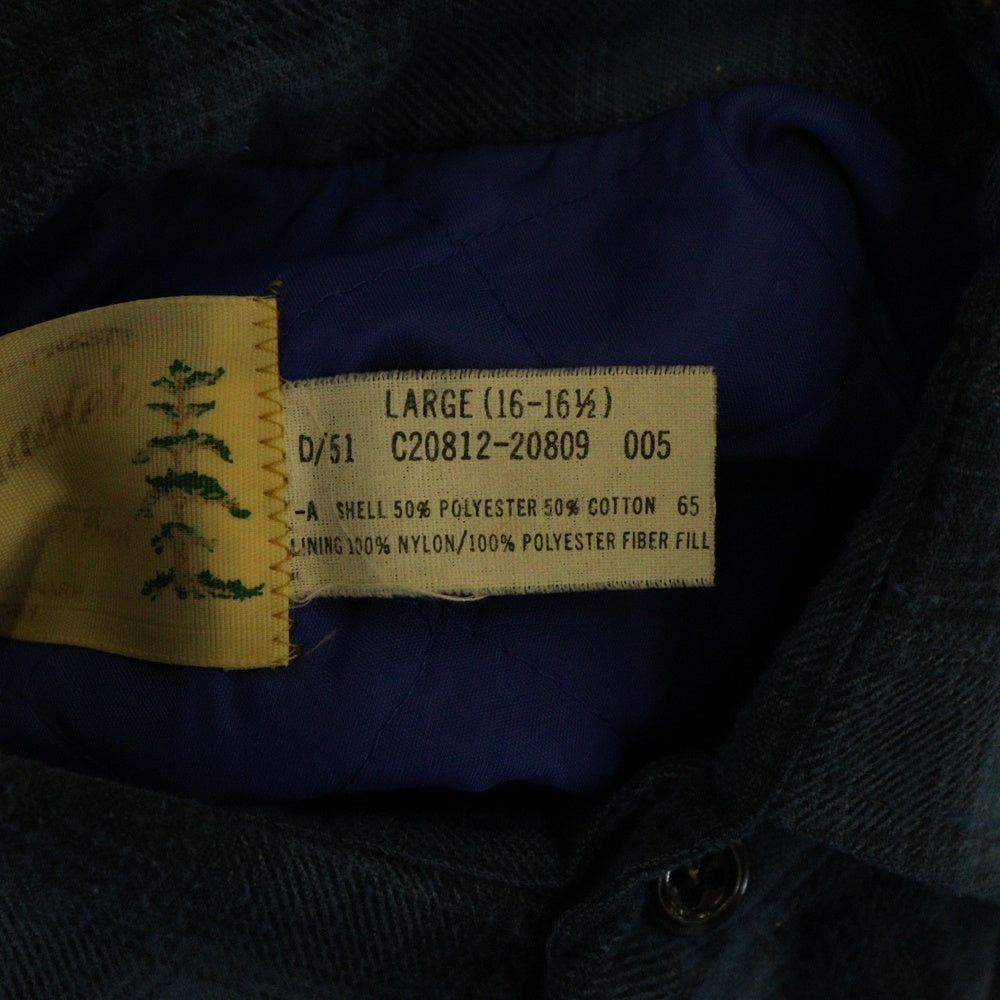 LARGE (16-16½)
D/51 C20812-20809 005
-A SHELL 50% POLYESTER 50% COTTON 65
LINING 100% NYLON/100% POLYESTER FIBER FILL